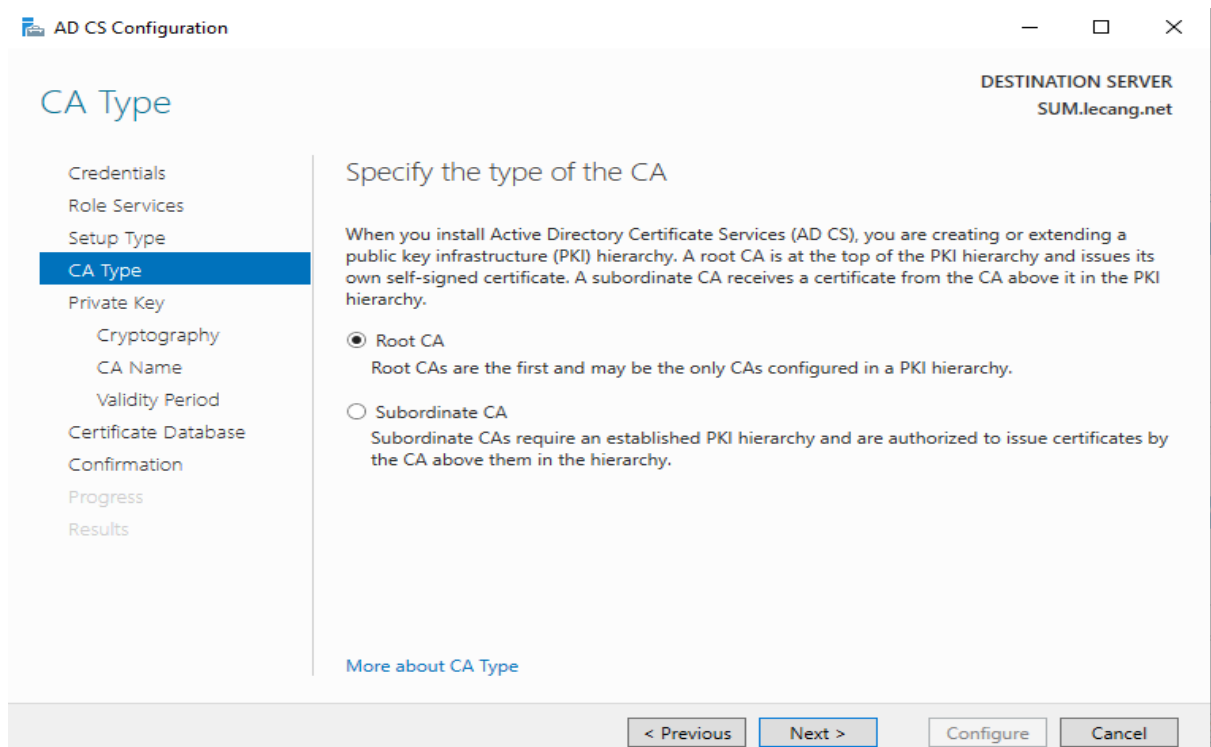 AD CS Configuration
CA Type
DESTINATION SERVER
SUM.lecang.net
Credentials
Role Services
Setup Type
CA Type
Private Key
Cryptography
CA Name
Validity Period
Certificate Database
Confirmation
Progress
Results
Specify the type of the CA
When you install Active Directory Certificate Services (AD CS), you are creating or extending a
public key infrastructure (PKI) hierarchy. A root CA is at the top of the PKI hierarchy and issues its
own self-signed certificate. A subordinate CA receives a certificate from the CA above it in the PKI
hierarchy.
Root CA
Root CAs are the first and may be the only CAs configured in a PKI hierarchy.
Subordinate CA
Subordinate CAs require an established PKI hierarchy and are authorized to issue certificates by
the CA above them in the hierarchy.
More about CA Type
< Previous
Next >
Configure
Cancel